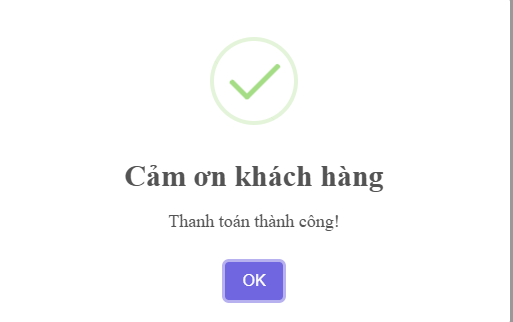 Cảm ơn khách hàng
Thanh toán thành công!
OK